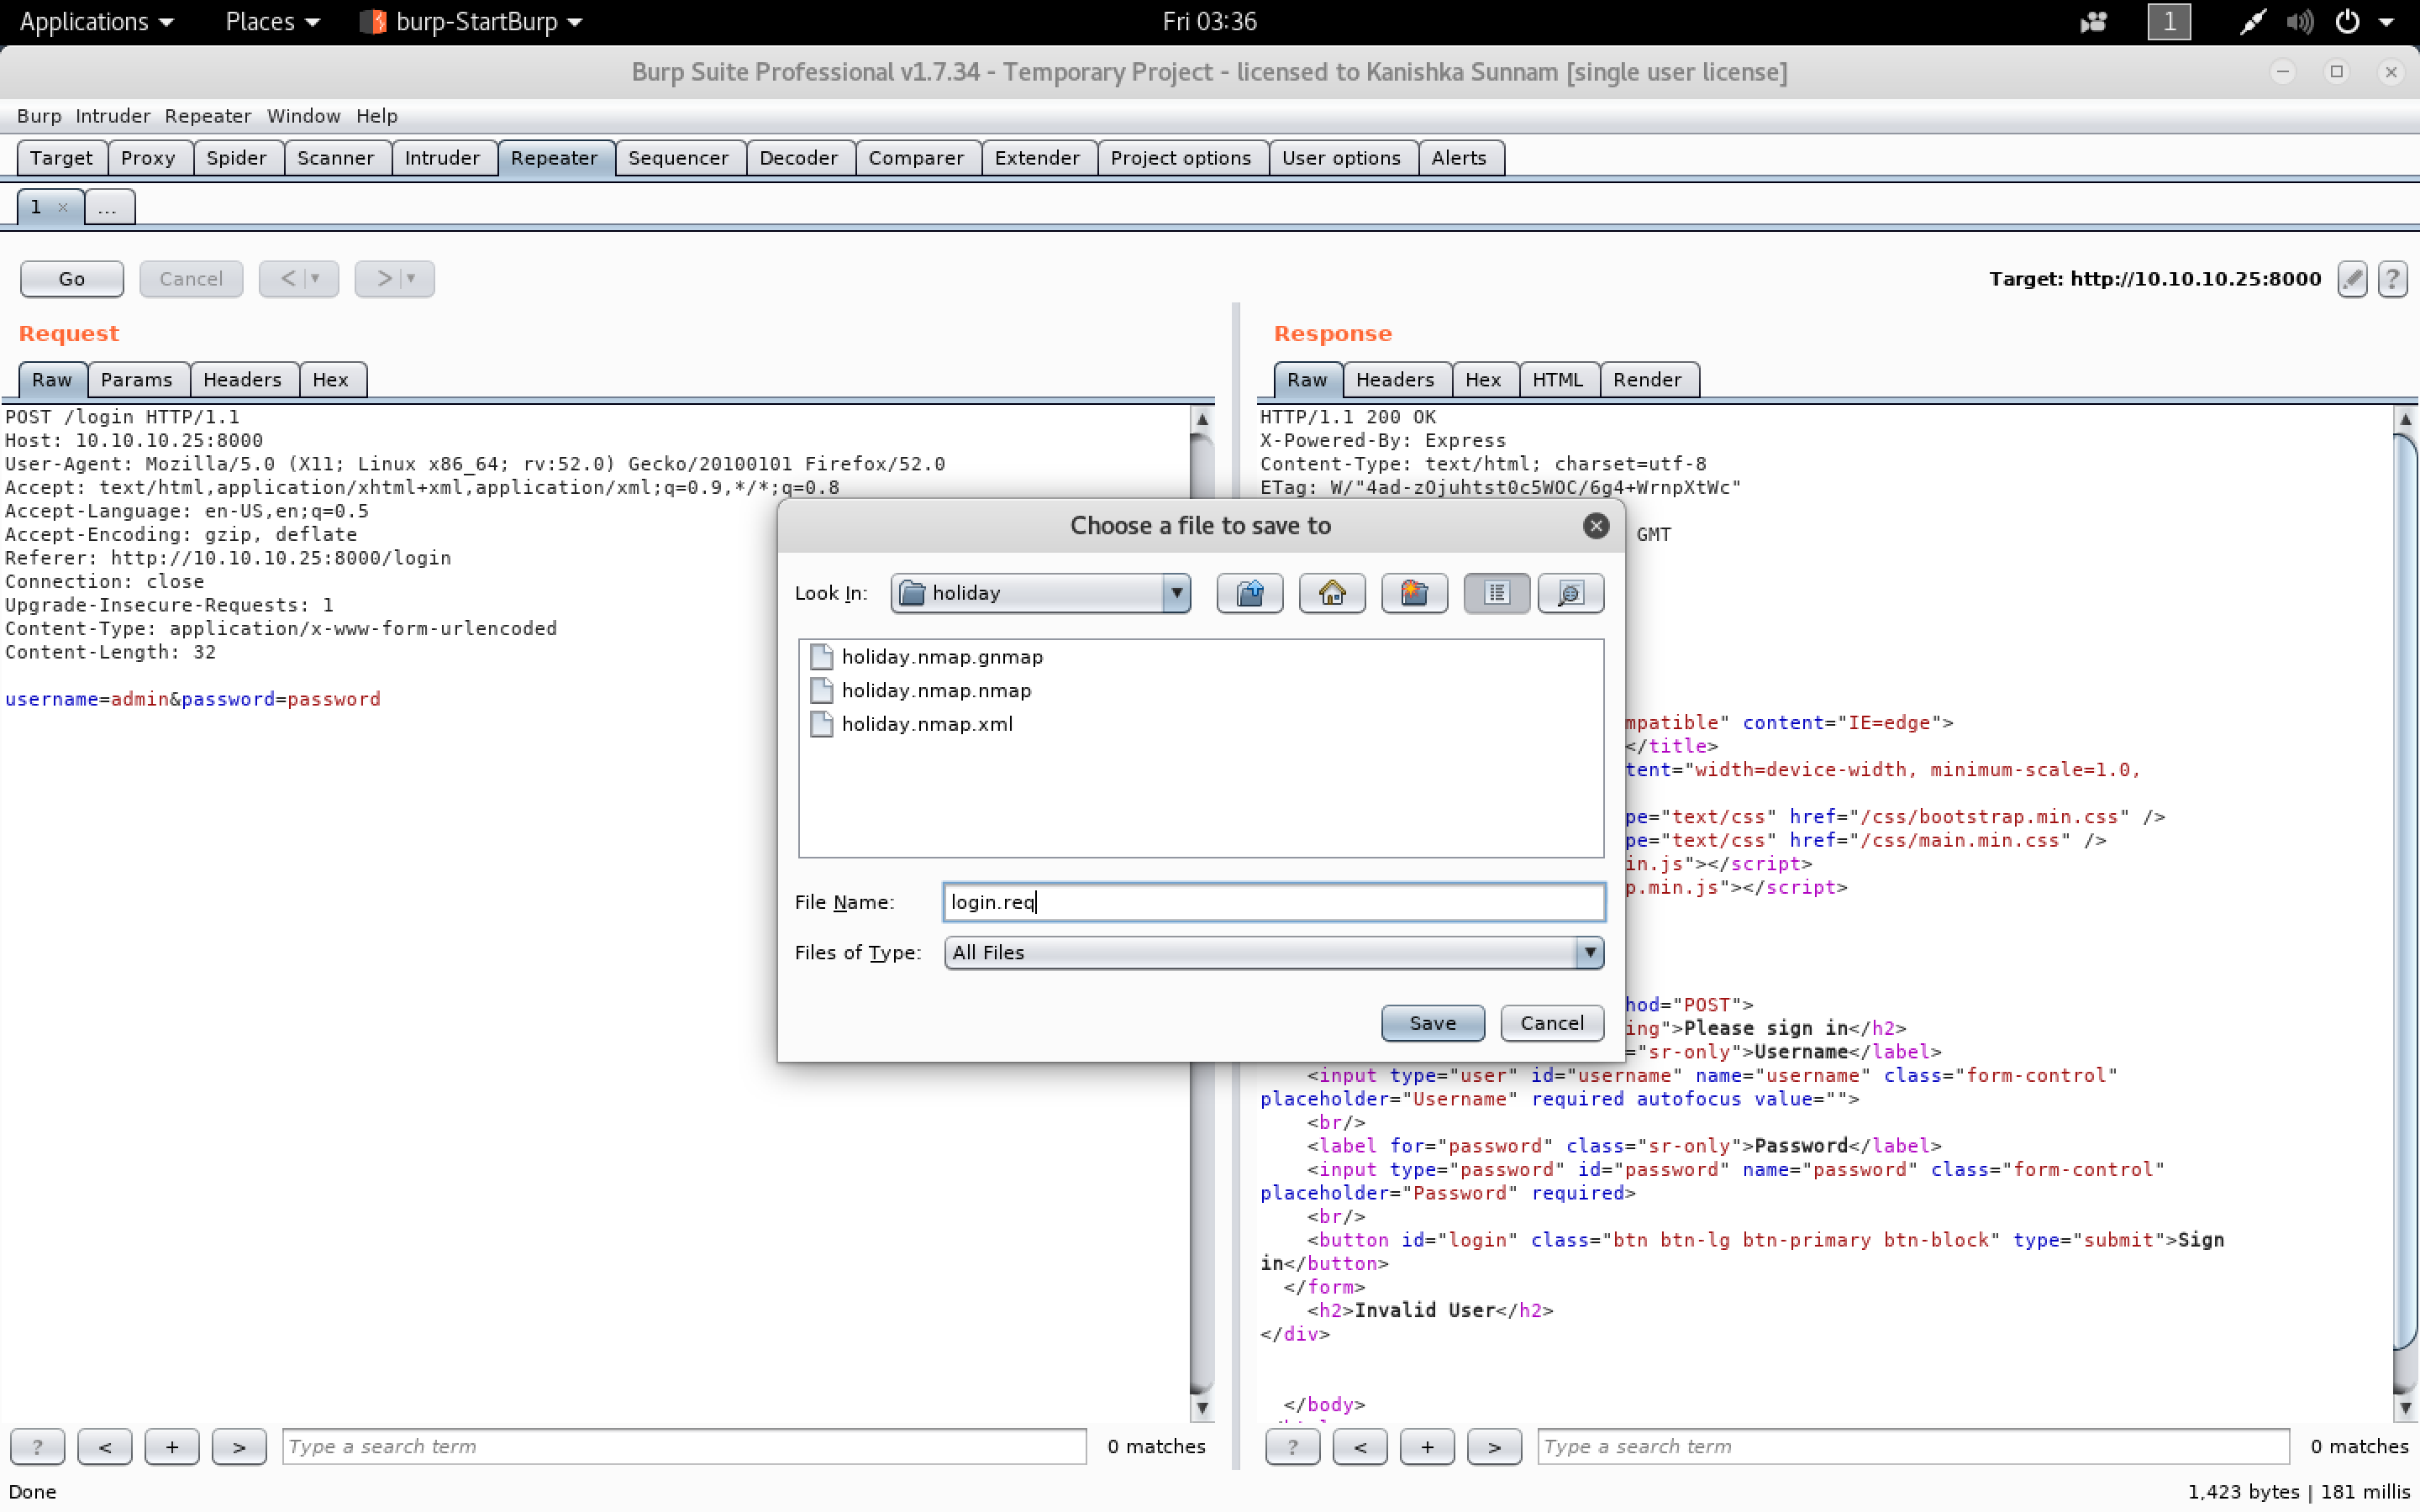 Applications Places burp-StartBurp Fri 03:36 1
Burp Suite Professional v1.7.34 - Temporary Project - licensed to Kanishka Sunnam [single user license]
Burp Intruder Repeater Window Help
Target Proxy Spider Scanner Intruder Repeater Sequencer Decoder Comparer Extender Project options User options Alerts
1 × ...
Go Cancel < > Target: http://10.10.10.25:8000 ?
Request
Raw Params Headers Hex
POST /login HTTP/1.1
Host: 10.10.10.25:8000
User-Agent: Mozilla/5.0 (X11; Linux x86_64; rv:52.0) Gecko/20100101 Firefox/52.0
Accept: text/html,application/xhtml+xml,application/xml;q=0.9,*/*;q=0.8
Accept-Language: en-US,en;q=0.5
Accept-Encoding: gzip, deflate
Referer: http://10.10.10.25:8000/login
Connection: close
Upgrade-Insecure-Requests: 1
Content-Type: application/x-www-form-urlencoded
Content-Length: 32
username=admin&password=password
Response
Raw Headers Hex HTML Render
HTTP/1.1 200 OK
X-Powered-By: Express
Content-Type: text/html; charset=utf-8
ETag: W/"4ad-zOjuhtst0c5WOC/6g4+WrnpXtWc"
GMT
mpatible" content="IE=edge">
</title>
tent="width=device-width, minimum-scale=1.0,
pe="text/css" href="/css/bootstrap.min.css" />
pe="text/css" href="/css/main.min.css" />
in.js"></script>
p.min.js"></script>
hod="POST">
ing">Please sign in</h2>
="sr-only">Username</label>
<input type="user" id="username" name="username" class="form-control"
placeholder="Username" required autofocus value="">
<br/>
<label for="password" class="sr-only">Password</label>
<input type="password" id="password" name="password" class="form-control"
placeholder="Password" required>
<br/>
<button id="login" class="btn btn-lg btn-primary btn-block" type="submit">Sign
in</button>
</form>
<h2>Invalid User</h2>
</div>
</body>
Choose a file to save to
Look In: holiday
holiday.nmap.gnmap
holiday.nmap.nmap
holiday.nmap.xml
File Name: login.req
Files of Type: All Files
Save Cancel
? < + > Type a search term 0 matches
? < + > Type a search term 0 matches
Done 1,423 bytes | 181 millis